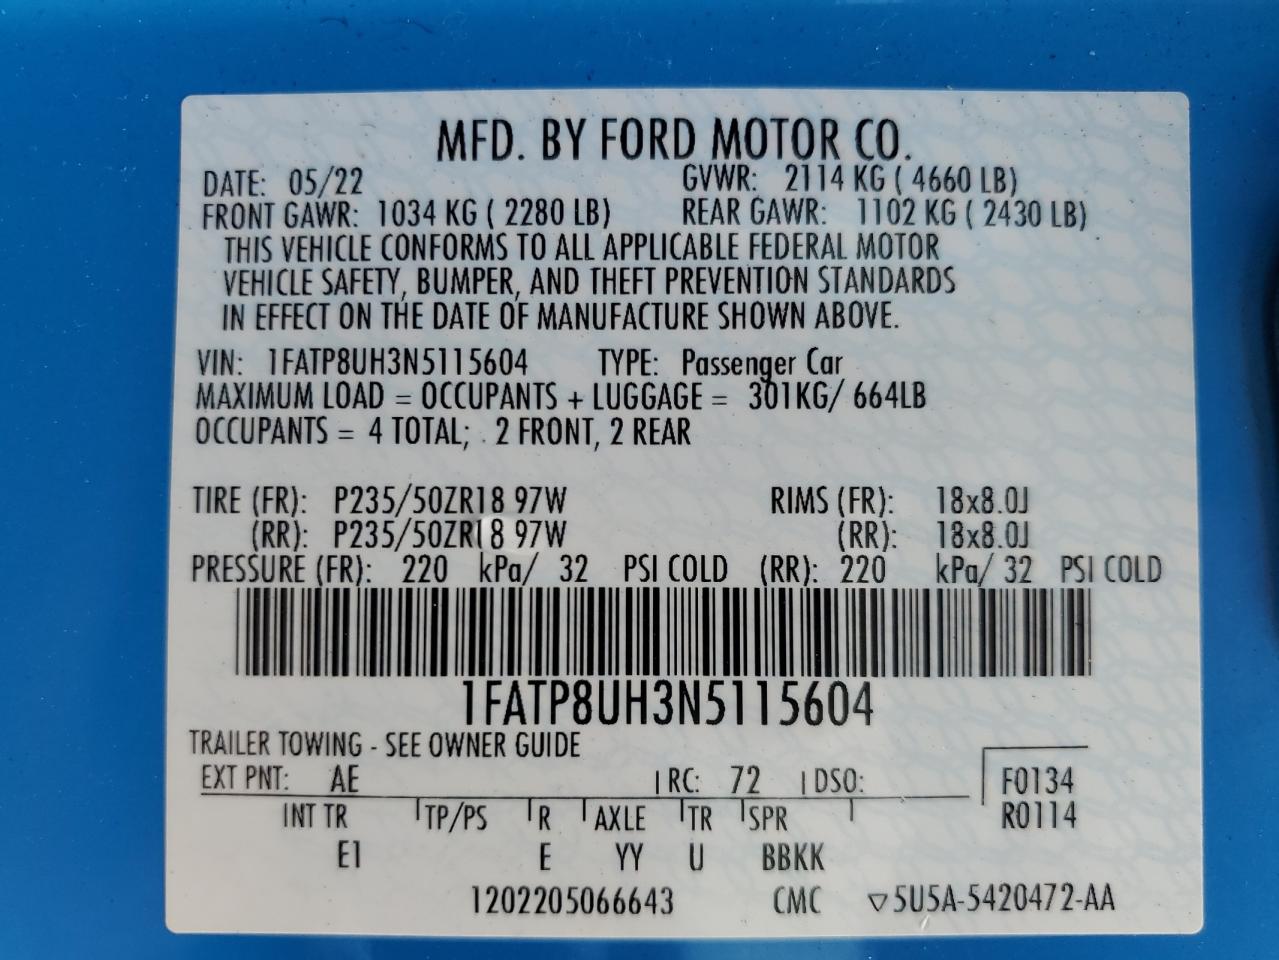 MFD. BY FORD MOTOR CO.
DATE: 05/22 GVWR: 2114 KG ( 4660 LB)
FRONT GAWR: 1034 KG ( 2280 LB) REAR GAWR: 1102 KG ( 2430 LB)
THIS VEHICLE CONFORMS TO ALL APPLICABLE FEDERAL MOTOR
VEHICLE SAFETY, BUMPER, AND THEFT PREVENTION STANDARDS
IN EFFECT ON THE DATE OF MANUFACTURE SHOWN ABOVE.
VIN: 1FATP8UH3N5115604 TYPE: Passenger Car
MAXIMUM LOAD = OCCUPANTS + LUGGAGE = 301KG/ 664LB
OCCUPANTS = 4 TOTAL; 2 FRONT, 2 REAR
TIRE (FR): P235/50ZR18 97W RIMS (FR): 18x8.0J
(RR): P235/50ZR18 97W (RR): 18x8.0J
PRESSURE (FR): 220 kPa/ 32 PSI COLD (RR): 220 kPa/ 32 PSI COLD
1FATP8UH3N5115604
TRAILER TOWING - SEE OWNER GUIDE
EXT PNT: AE RC: 72 DSO: F0134
INT TR TP/PS R AXLE TR SPR R0114
E1 E YY U BBKK
1202205066643 CMC ▽5U5A-5420472-AA